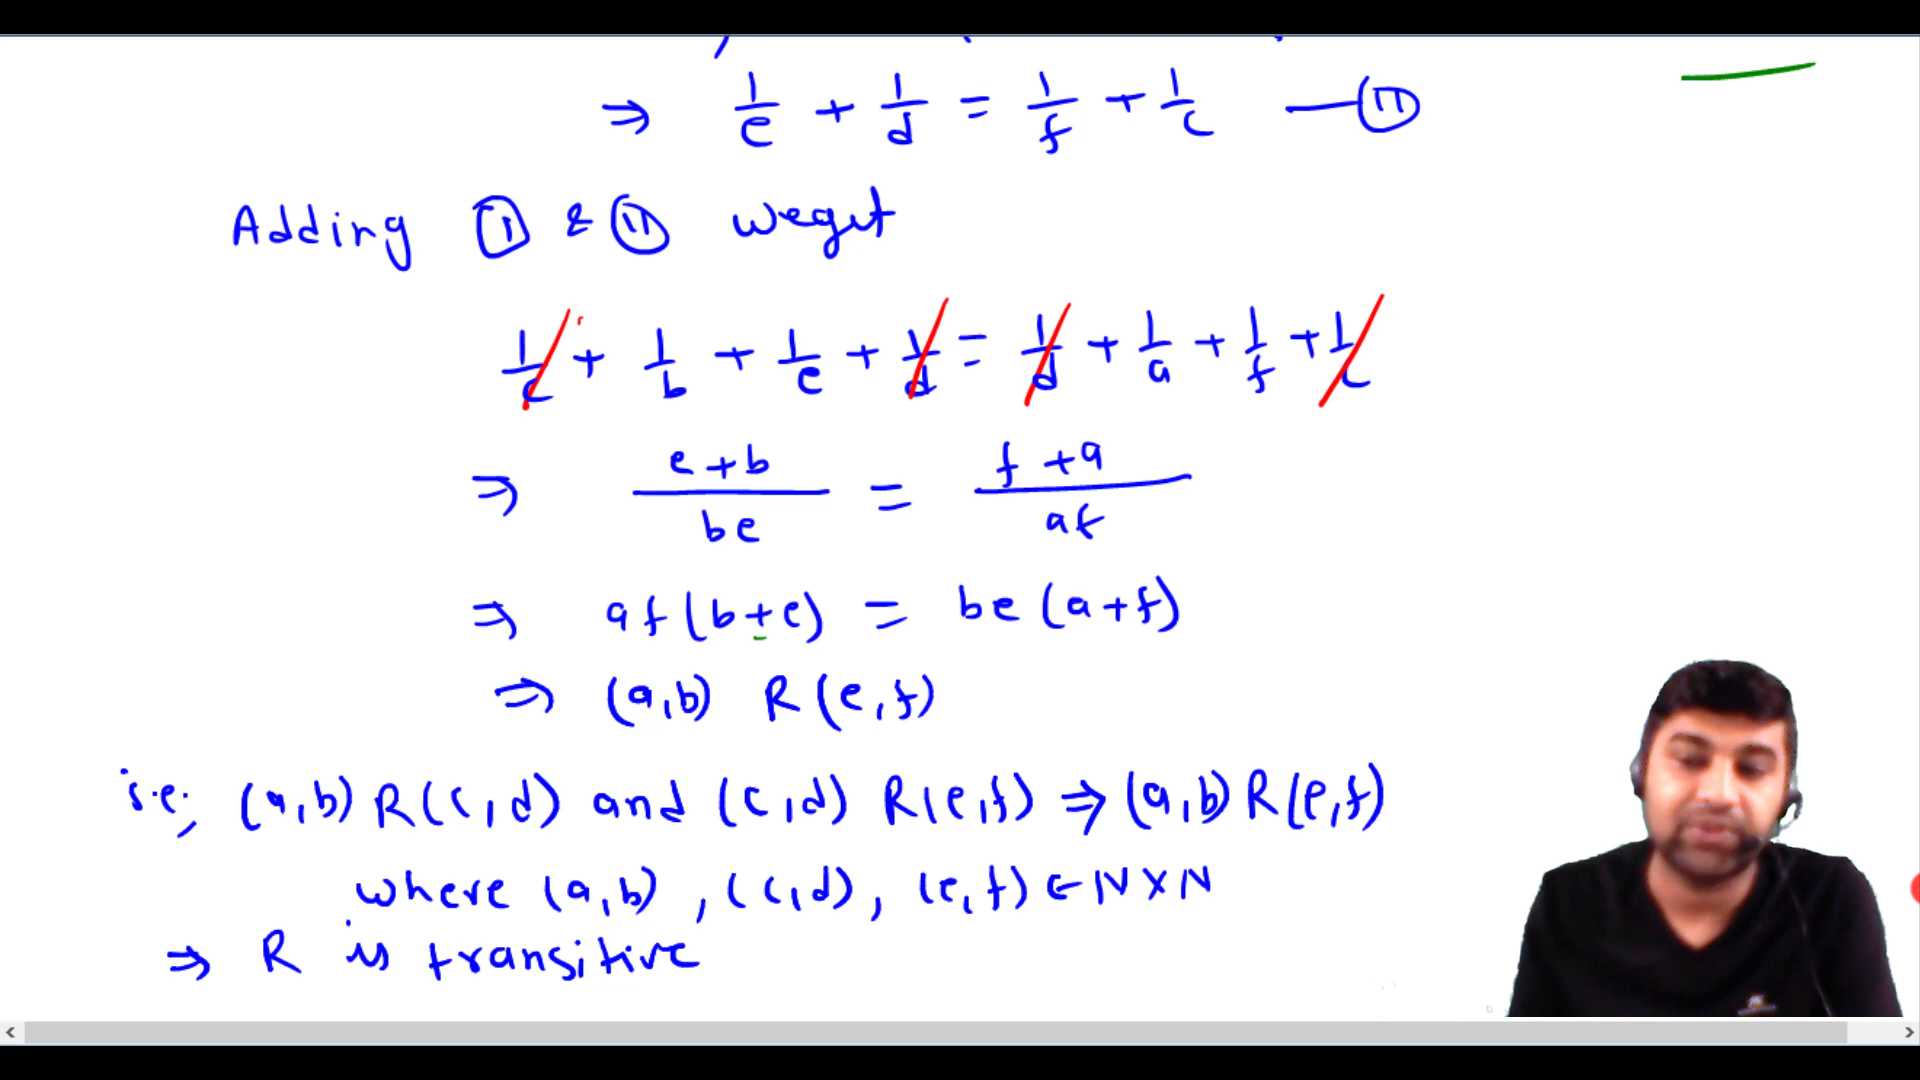 ⇒ 1/e + 1/d = 1/f + 1/c — (II)
Adding (I) & (II) we get
1/c + 1/b + 1/e + 1/d = 1/d + 1/a + 1/f + 1/c
⇒ e+b/be = f+a/af
⇒ af(b+e) = be(a+f)
⇒ (a,b) R (e,f)
i.e; (a,b) R (c,d) and (c,d) R (e,f) ⇒ (a,b) R (e,f)
where (a,b), (c,d), (e,f) ∈ N X N
⇒ R is transitive